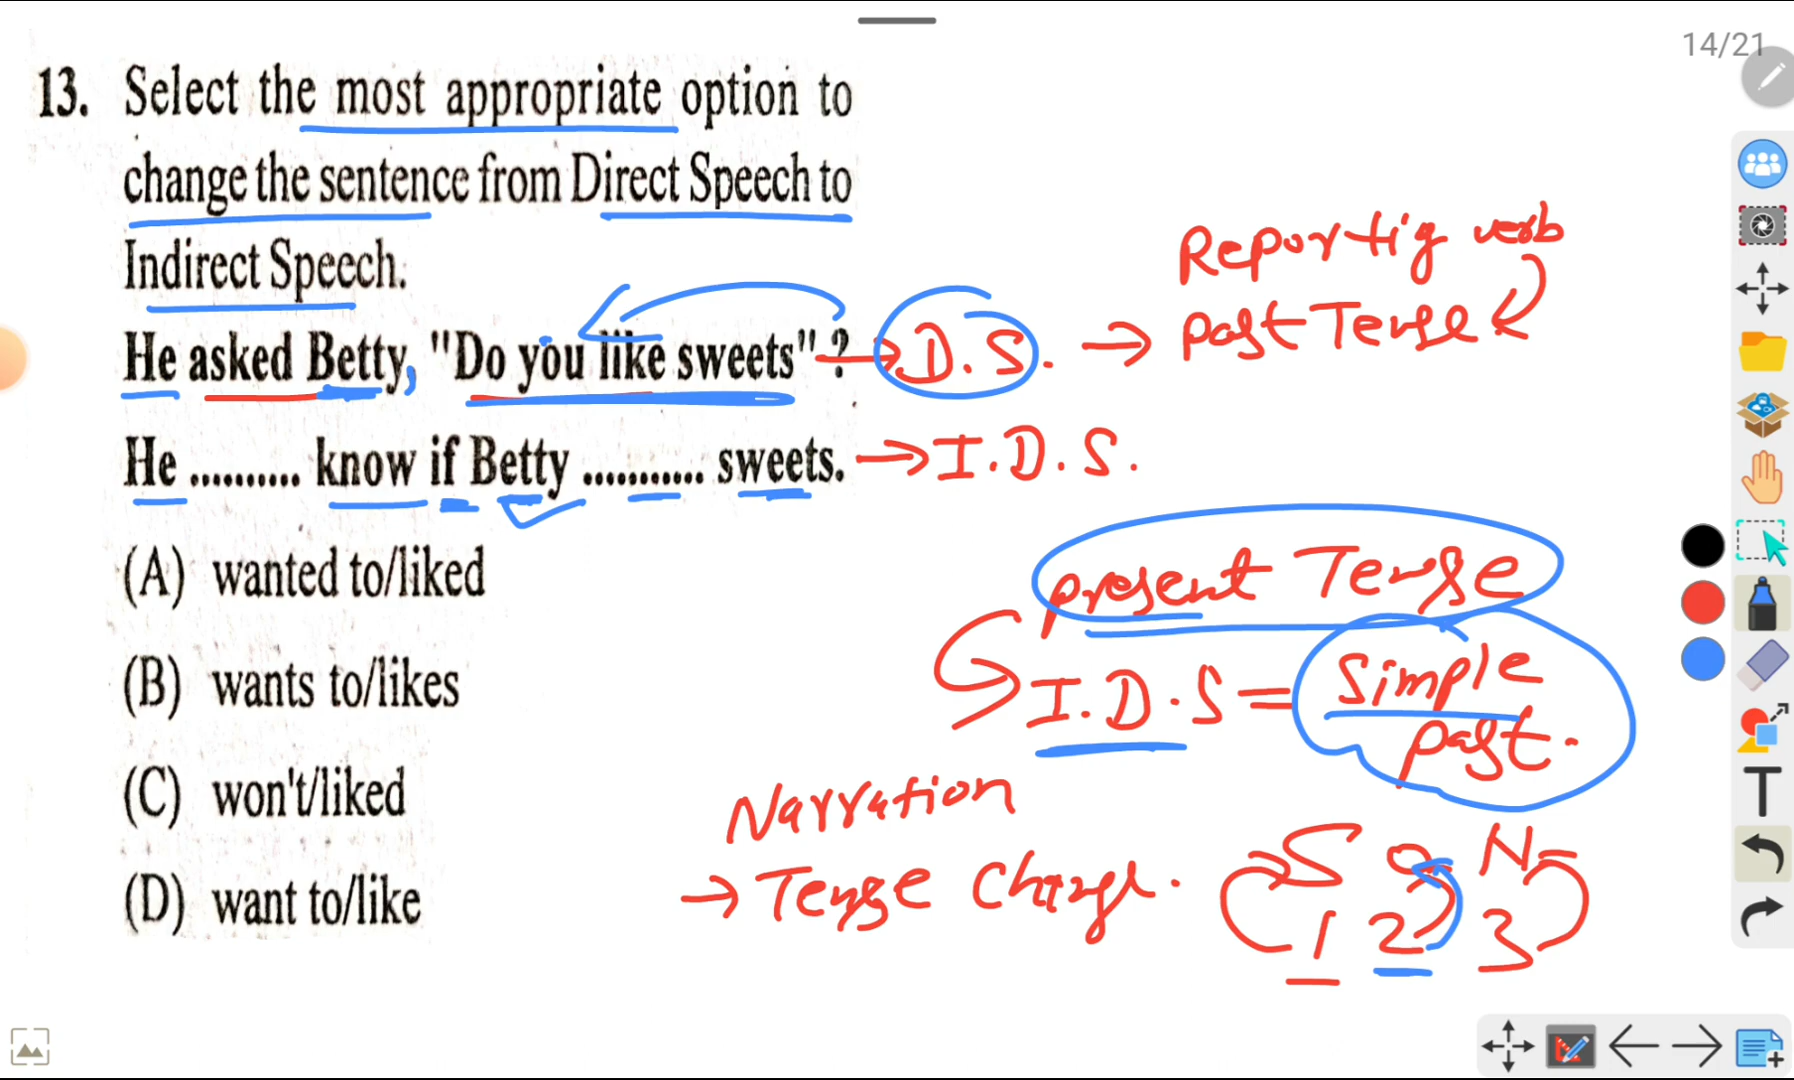 14/21
13. Select the most appropriate option to
change the sentence from Direct Speech to
Indirect Speech.
He asked Betty, "Do you like sweets" ? → D.S. → Reportig verb
past Tense
He .......... know if Betty ........... sweets. → I.D.S.
(A) wanted to/liked
(B) wants to/likes
(C) won't/liked
(D) want to/like
present Tense
I.D.S = Simple
past.
Narration
→ Tense Change.
S O N
1 2 3
T